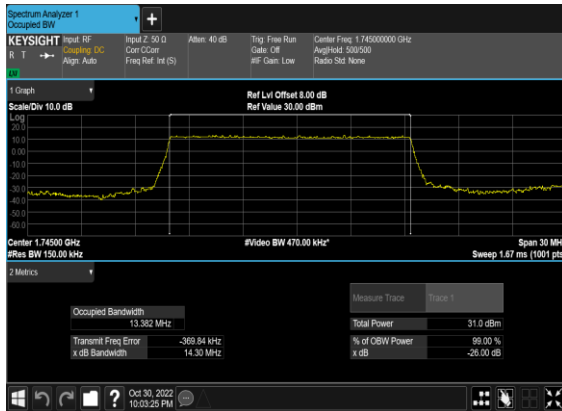 Spectrum Analyzer 1
Occupied BW
+
KEYSIGHT Input: RF Input Z: 50 Ω Atten: 40 dB Trig: Free Run Center Freq: 1.745000000 GHz
R T Coupling: DC Corr CCorr Gate: Off Avg|Hold: 500/500
Align: Auto Freq Ref: Int (S) #IF Gain: Low Radio Std: None
1 Graph
Ref Lvl Offset 8.00 dB
Scale/Div 10.0 dB Ref Value 30.00 dBm
Log
20.0
10.0
0.00
-10.0
-20.0
-30.0
-40.0
-50.0
-60.0
Center 1.74500 GHz #Video BW 470.00 kHz* Span 30 MH
#Res BW 150.00 kHz Sweep 1.67 ms (1001 pts
2 Metrics
Measure Trace Trace 1
Occupied Bandwidth
13.382 MHz Total Power 31.0 dBm
Transmit Freq Error -369.84 kHz % of OBW Power 99.00 %
x dB Bandwidth 14.30 MHz x dB -26.00 dB
?
Oct 30, 2022
10:03:25 PM